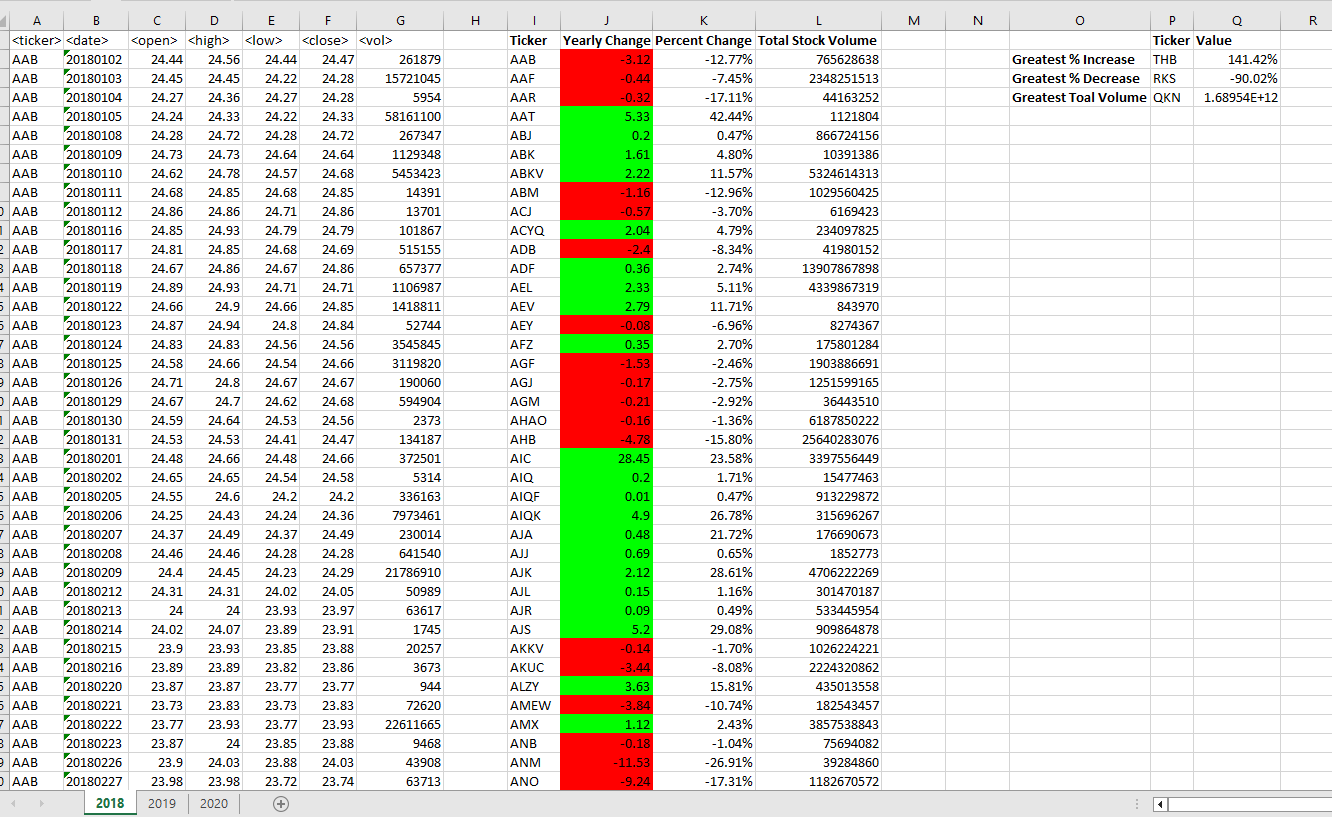 A B C D E F G H I J K L M N O P Q R
<ticker> <date> <open> <high> <low> <close> <vol> Ticker Yearly Change Percent Change Total Stock Volume Ticker Value
AAB 20180102 24.44 24.56 24.44 24.47 261879 AAB -3.12 -12.77% 765628638 Greatest % Increase THB 141.42%
AAB 20180103 24.45 24.45 24.22 24.28 15721045 AAF -0.44 -7.45% 2348251513 Greatest % Decrease RKS -90.02%
AAB 20180104 24.27 24.36 24.27 24.28 5954 AAR -0.32 -17.11% 44163252 Greatest Toal Volume QKN 1.68954E+12
AAB 20180105 24.24 24.33 24.22 24.33 58161100 AAT 5.33 42.44% 1121804
AAB 20180108 24.28 24.72 24.28 24.72 267347 ABJ 0.2 0.47% 866724156
AAB 20180109 24.73 24.73 24.64 24.64 1129348 ABK 1.61 4.80% 10391386
AAB 20180110 24.62 24.78 24.57 24.68 5453423 ABKV 2.22 11.57% 5324614313
AAB 20180111 24.68 24.85 24.68 24.85 14391 ABM -1.16 -12.96% 1029560425
AAB 20180112 24.86 24.86 24.71 24.86 13701 ACJ -0.57 -3.70% 6169423
AAB 20180116 24.85 24.93 24.79 24.79 101867 ACYQ 2.04 4.79% 234097825
AAB 20180117 24.81 24.85 24.68 24.69 515155 ADB -2.4 -8.34% 41980152
AAB 20180118 24.67 24.86 24.67 24.86 657377 ADF 0.36 2.74% 13907867898
AAB 20180119 24.89 24.93 24.71 24.71 1106987 AEL 2.33 5.11% 4339867319
AAB 20180122 24.66 24.9 24.66 24.85 1418811 AEV 2.79 11.71% 843970
AAB 20180123 24.87 24.94 24.8 24.84 52744 AEY -0.08 -6.96% 8274367
AAB 20180124 24.83 24.83 24.56 24.56 3545845 AFZ 0.35 2.70% 175801284
AAB 20180125 24.58 24.66 24.54 24.66 3119820 AGF -1.53 -2.46% 1903886691
AAB 20180126 24.71 24.8 24.67 24.67 190060 AGJ -0.17 -2.75% 1251599165
AAB 20180129 24.67 24.7 24.62 24.68 594904 AGM -0.21 -2.92% 36443510
AAB 20180130 24.59 24.64 24.53 24.56 2373 AHAO -0.16 -1.36% 6187850222
AAB 20180131 24.53 24.53 24.41 24.47 134187 AHB -4.78 -15.80% 25640283076
AAB 20180201 24.48 24.66 24.48 24.66 372501 AIC 28.45 23.58% 3397556449
AAB 20180202 24.65 24.65 24.54 24.58 5314 AIQ 0.2 1.71% 15477463
AAB 20180205 24.55 24.6 24.2 24.2 336163 AIQF 0.01 0.47% 913229872
AAB 20180206 24.25 24.43 24.24 24.36 7973461 AIQK 4.9 26.78% 315696267
AAB 20180207 24.37 24.49 24.37 24.49 230014 AJA 0.48 21.72% 176690673
AAB 20180208 24.46 24.46 24.28 24.28 641540 AJJ 0.69 0.65% 1852773
AAB 20180209 24.4 24.45 24.23 24.29 21786910 AJK 2.12 28.61% 4706222269
AAB 20180212 24.31 24.31 24.02 24.05 50989 AJL 0.15 1.16% 301470187
AAB 20180213 24 24 23.93 23.97 63617 AJR 0.09 0.49% 533445954
AAB 20180214 24.02 24.07 23.89 23.91 1745 AJS 5.2 29.08% 909864878
AAB 20180215 23.9 23.93 23.85 23.88 20257 AKKV -0.14 -1.70% 1026224221
AAB 20180216 23.89 23.89 23.82 23.86 3673 AKUC -3.44 -8.08% 2224320862
AAB 20180220 23.87 23.87 23.77 23.77 944 ALZY 3.63 15.81% 435013558
AAB 20180221 23.73 23.83 23.73 23.83 72620 AMEW -3.84 -10.74% 182543457
AAB 20180222 23.77 23.93 23.77 23.93 22611665 AMX 1.12 2.43% 3857538843
AAB 20180223 23.87 24 23.85 23.88 9468 ANB -0.18 -1.04% 75694082
AAB 20180226 23.9 24.03 23.88 24.03 43908 ANM -11.53 -26.91% 39284860
AAB 20180227 23.98 23.98 23.72 23.74 63713 ANO -9.24 -17.31% 1182670572
2018 2019 2020